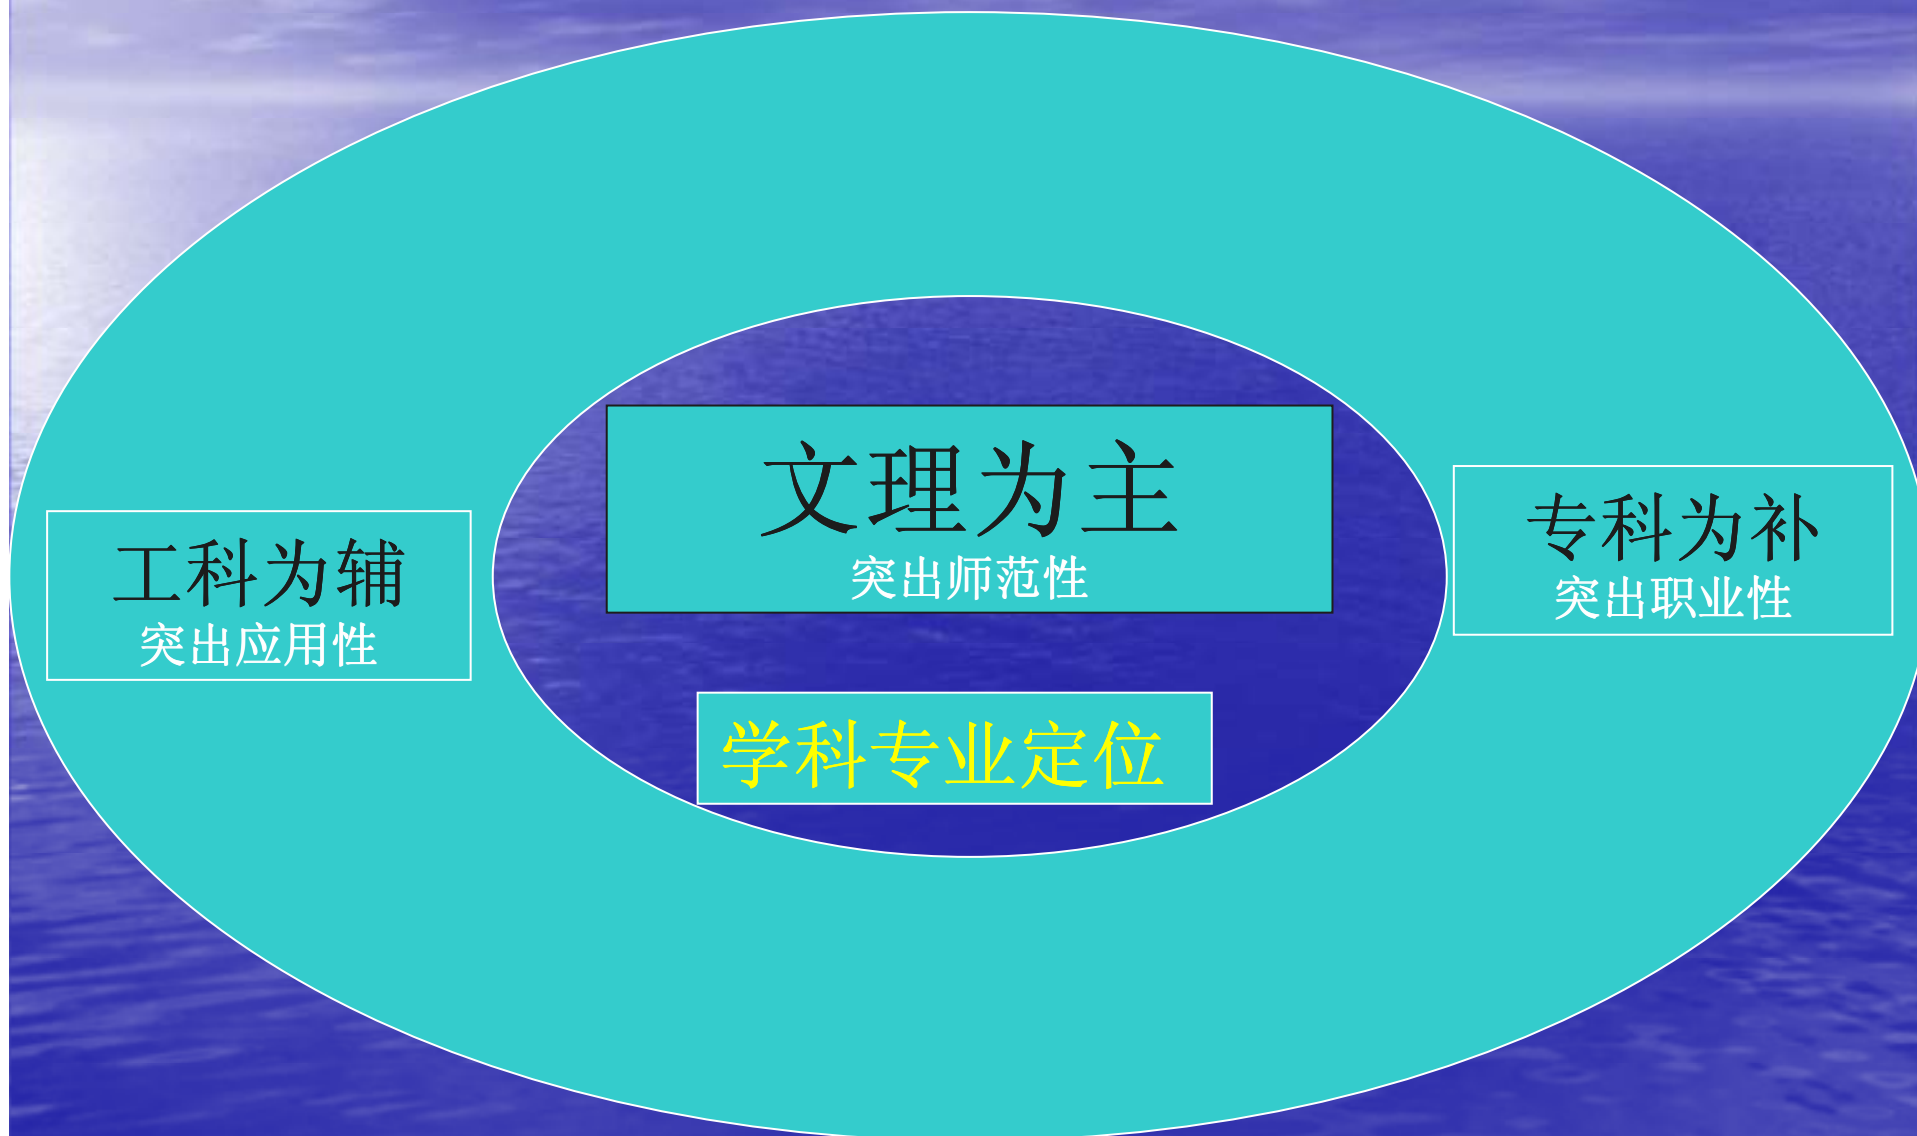 文理为主
突出师范性
工科为辅
突出应用性
专科为补
突出职业性
学科专业定位